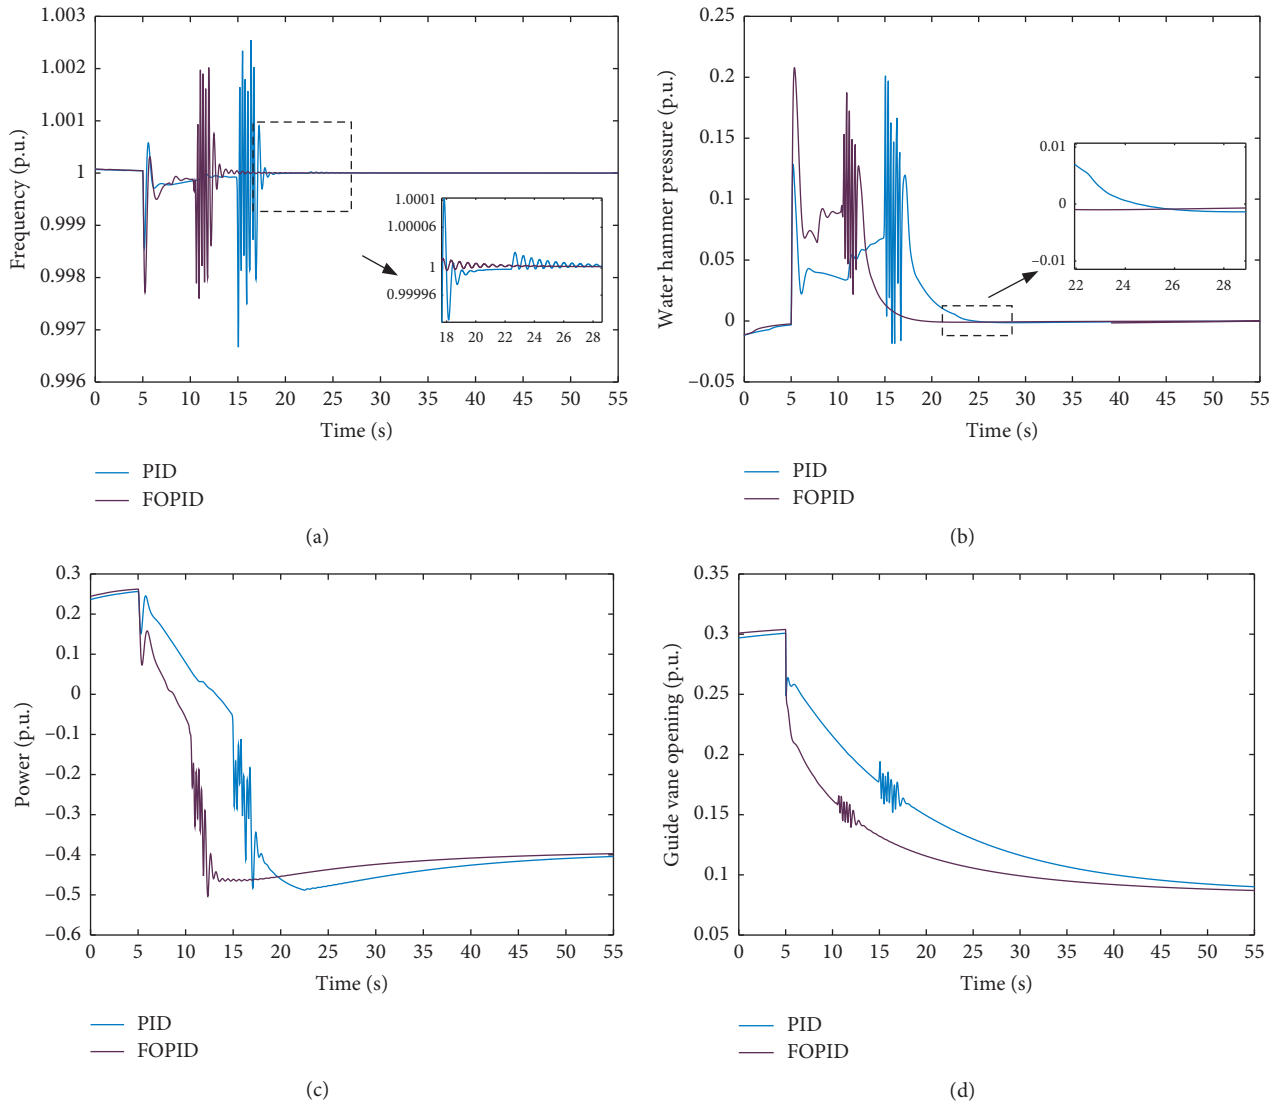 1.003
1.002
1.001
1
0.999
0.998
0.997
0.996
Frequency (p.u.)
1.0001
1.00006
1
0.99996
18 20 22 24 26 28
0 5 10 15 20 25 30 35 40 45 50 55
Time (s)
PID
FOPID
(a)
0.25
0.2
0.15
0.1
0.05
0
–0.05
Water hammer pressure (p.u.)
0.01
0
–0.01
22 24 26 28
0 5 10 15 20 25 30 35 40 45 50 55
Time (s)
PID
FOPID
(b)
0.3
0.2
0.1
0
–0.1
–0.2
–0.3
–0.4
–0.5
–0.6
Power (p.u.)
0 5 10 15 20 25 30 35 40 45 50 55
Time (s)
PID
FOPID
(c)
0.35
0.3
0.25
0.2
0.15
0.1
0.05
Guide vane opening (p.u.)
0 5 10 15 20 25 30 35 40 45 50 55
Time (s)
PID
FOPID
(d)